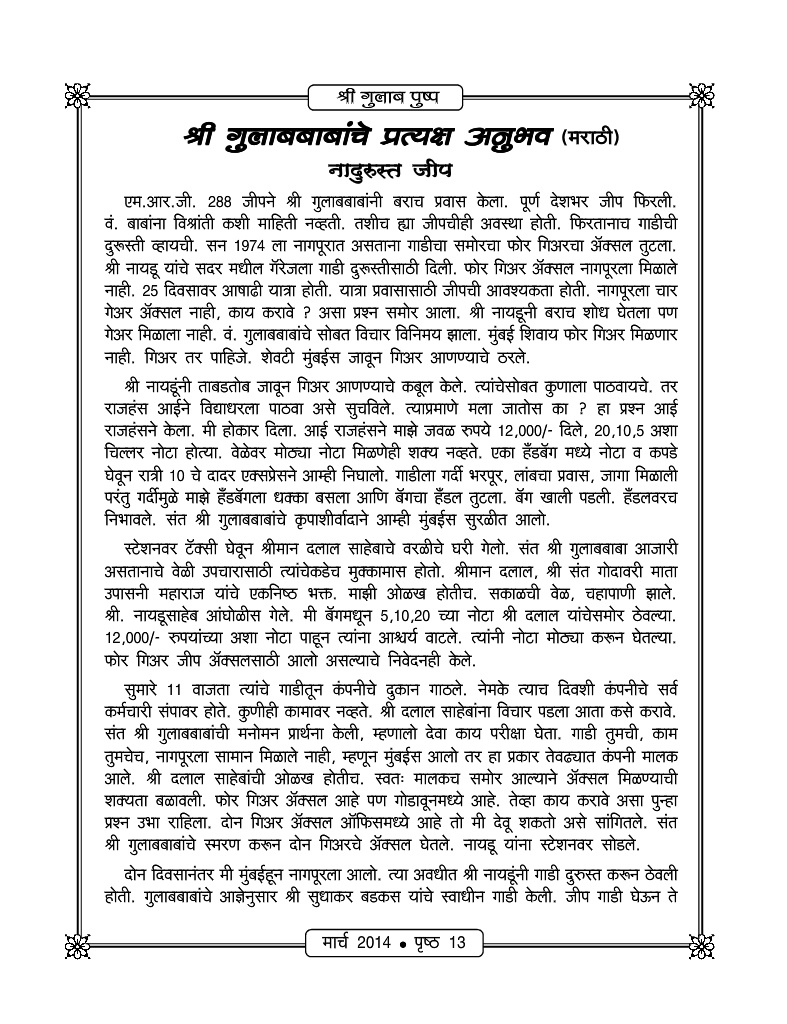 श्री गुलाब पुष्प
श्री गुलाबबाबांचे प्रत्यक्ष अनुभव (मराठी)
नादुरुस्त जीप
एम.आर.जी. 288 जीपने श्री गुलाबबाबांनी बराच प्रवास केला. पूर्ण देशभर जीप फिरली.
वं. बाबांना विश्रांती कशी माहिती नव्हती. तशीच ह्या जीपचीही अवस्था होती. फिरतानाच गाडीची
दुरूस्ती व्हायची. सन 1974 ला नागपूरात असताना गाडीचा समोरचा फोर गिअरचा ॲक्सल तुटला.
श्री नायडू यांचे सदर मधील गॅरेजला गाडी दुरूस्तीसाठी दिली. फोर गिअर ॲक्सल नागपूरला मिळाले
नाही. 25 दिवसावर आषाढी यात्रा होती. यात्रा प्रवासासाठी जीपची आवश्यकता होती. नागपूरला चार
गेअर ॲक्सल नाही, काय करावे ? असा प्रश्न समोर आला. श्री नायडूनी बराच शोध घेतला पण
गेअर मिळाला नाही. वं. गुलाबबाबांचे सोबत विचार विनिमय झाला. मुंबई शिवाय फोर गिअर मिळणार
नाही. गिअर तर पाहिजे. शेवटी मुंबईस जावून गिअर आणण्याचे ठरले.
श्री नायडूंनी ताबडतोब जावून गिअर आणण्याचे कबूल केले. त्यांचेसोबत कुणाला पाठवायचे. तर
राजहंस आईने विद्याधरला पाठवा असे सुचविले. त्याप्रमाणे मला जातोस का ? हा प्रश्न आई
राजहंसने केला. मी होकार दिला. आई राजहंसने माझे जवळ रुपये 12,000/- दिले, 20,10,5 अशा
चिल्लर नोटा होत्या. वेळेवर मोठ्या नोटा मिळणेही शक्य नव्हते. एका हॅंडबॅग मध्ये नोटा व कपडे
घेवून रात्री 10 चे दादर एक्सप्रेसने आम्ही निघालो. गाडीला गर्दी भरपूर, लांबचा प्रवास, जागा मिळाली
परंतु गर्दीमुळे माझे हॅंडबॅगला धक्का बसला आणि बॅगचा हॅंडल तुटला. बॅग खाली पडली. हॅंडलवरच
निभावले. संत श्री गुलाबबाबांचे कृपाशीर्वादाने आम्ही मुंबईस सुरळीत आलो.
स्टेशनवर टॅक्सी घेवून श्रीमान दलाल साहेबाचे वरळीचे घरी गेलो. संत श्री गुलाबबाबा आजारी
असतानाचे वेळी उपचारासाठी त्यांचेकडेच मुक्कामास होतो. श्रीमान दलाल, श्री संत गोदावरी माता
उपासनी महाराज यांचे एकनिष्ठ भक्त. माझी ओळख होतीच. सकाळची वेळ, चहापाणी झाले.
श्री. नायडूसाहेब आंघोळीस गेले. मी बॅगमधून 5,10,20 च्या नोटा श्री दलाल यांचेसमोर ठेवल्या.
12,000/- रुपयांच्या अशा नोटा पाहून त्यांना आश्चर्य वाटले. त्यांनी नोटा मोठ्या करून घेतल्या.
फोर गिअर जीप ॲक्सलसाठी आलो असल्याचे निवेदनही केले.
सुमारे 11 वाजता त्यांचे गाडीतून कंपनीचे दुकान गाठले. नेमके त्याच दिवशी कंपनीचे सर्व
कर्मचारी संपावर होते. कुणीही कामावर नव्हते. श्री दलाल साहेबांना विचार पडला आता कसे करावे.
संत श्री गुलाबबाबांची मनोमन प्रार्थना केली, म्हणालो देवा काय परीक्षा घेता. गाडी तुमची, काम
तुमचेच, नागपूरला सामान मिळाले नाही, म्हणून मुंबईस आलो तर हा प्रकार तेवढ्यात कंपनी मालक
आले. श्री दलाल साहेबांची ओळख होतीच. स्वतः मालकच समोर आल्याने ॲक्सल मिळण्याची
शक्यता बळावली. फोर गिअर ॲक्सल आहे पण गोडावूनमध्ये आहे. तेव्हा काय करावे असा पुन्हा
प्रश्न उभा राहिला. दोन गिअर ॲक्सल ऑफिसमध्ये आहे तो मी देवू शकतो असे सांगितले. संत
श्री गुलाबबाबांचे स्मरण करून दोन गिअरचे ॲक्सल घेतले. नायडू यांना स्टेशनवर सोडले.
दोन दिवसानंतर मी मुंबईहून नागपूरला आलो. त्या अवधीत श्री नायडूंनी गाडी दुरुस्त करून ठेवली
होती. गुलाबबाबांचे आज्ञेनुसार श्री सुधाकर बडकस यांचे स्वाधीन गाडी केली. जीप गाडी घेऊन ते
मार्च 2014 ● पृष्ठ 13